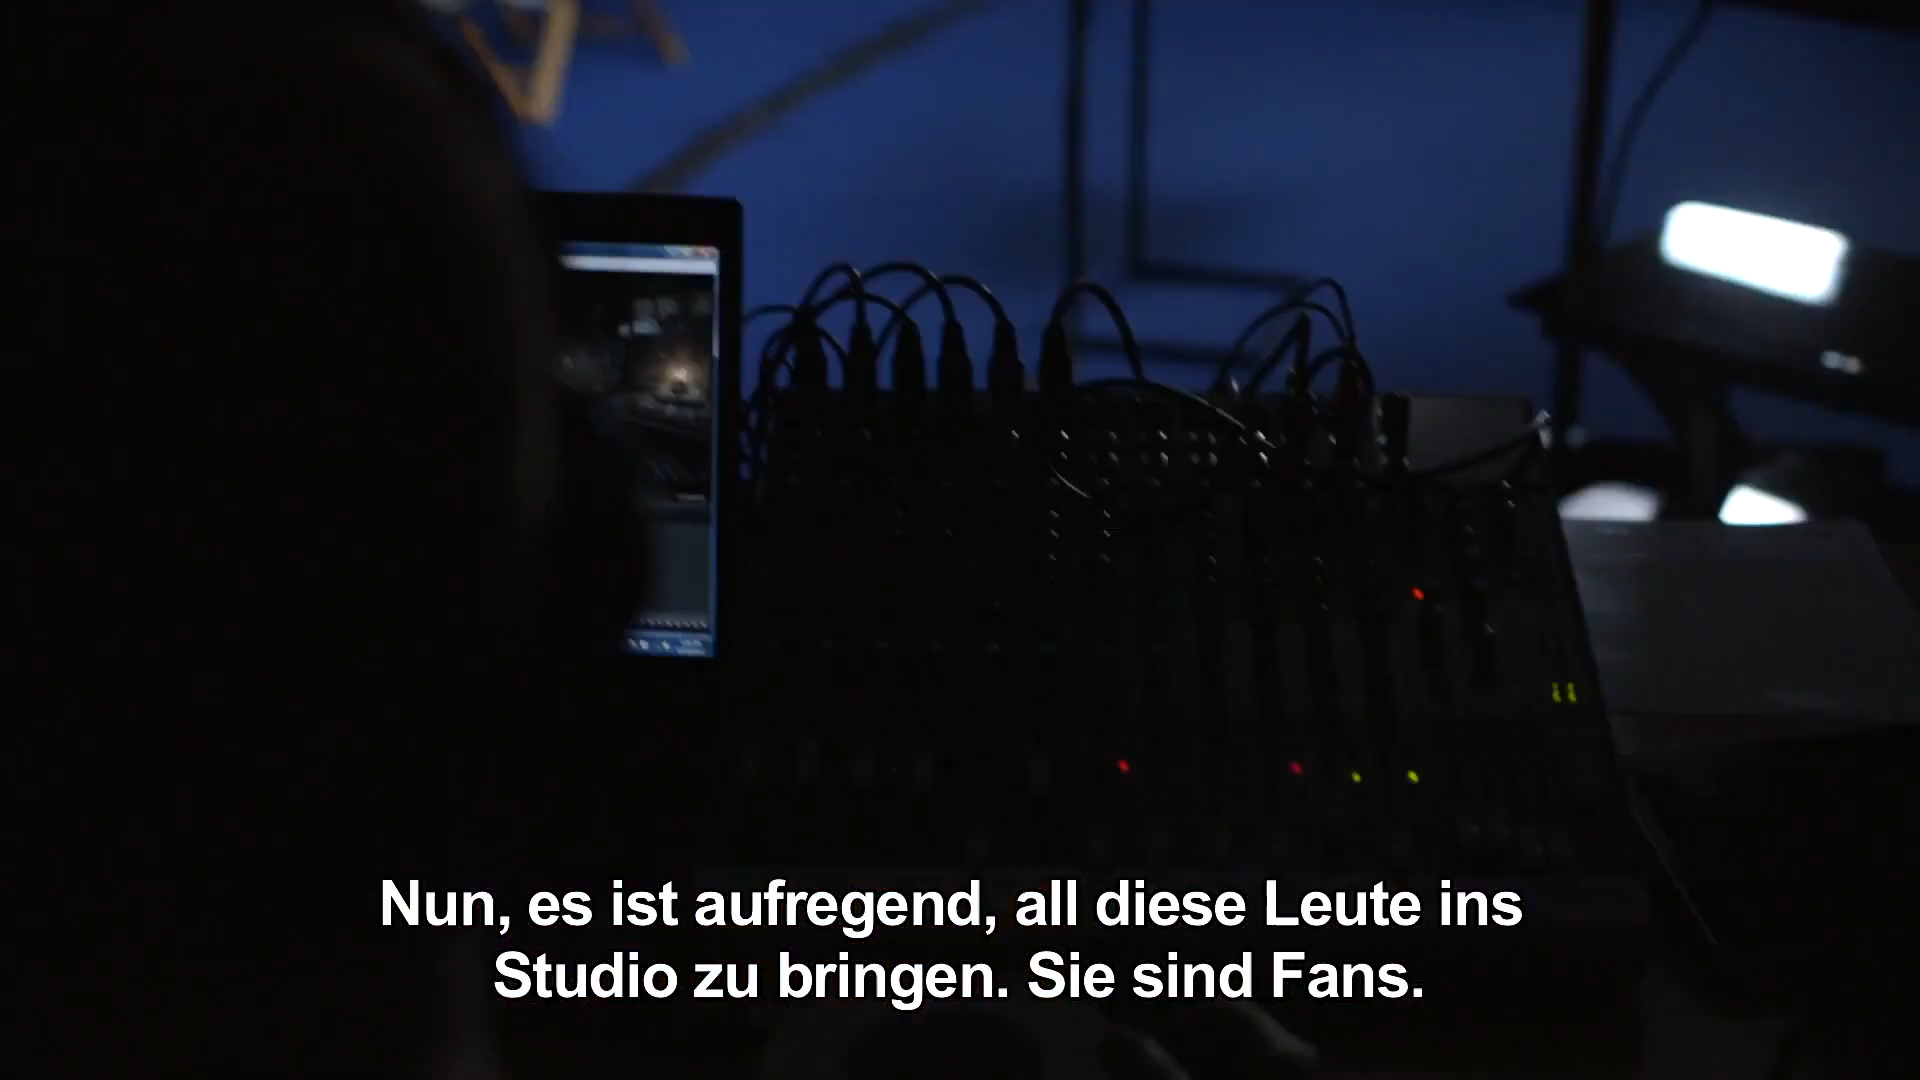 Nun, es ist aufregend, all diese Leute ins
Studio zu bringen. Sie sind Fans.